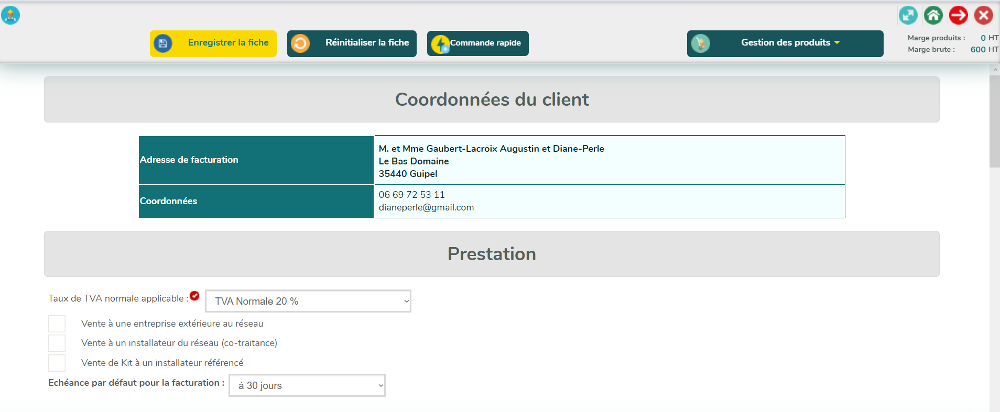 Enregistrer la fiche
Réinitialiser la fiche
Commande rapide
Gestion des produits
Marge produits : 0 HT
Marge brute : 600 HT
Coordonnées du client
Adresse de facturation
M. et Mme Gaubert-Lacroix Augustin et Diane-Perle
Le Bas Domaine
35440 Guipel
Coordonnées
06 69 72 53 11
dianeperle@gmail.com
Prestation
Taux de TVA normale applicable : TVA Normale 20 %
Vente à une entreprise extérieure au réseau
Vente à un installateur du réseau (co-traitance)
Vente de Kit à un installateur référencé
Echéance par défaut pour la facturation : à 30 jours